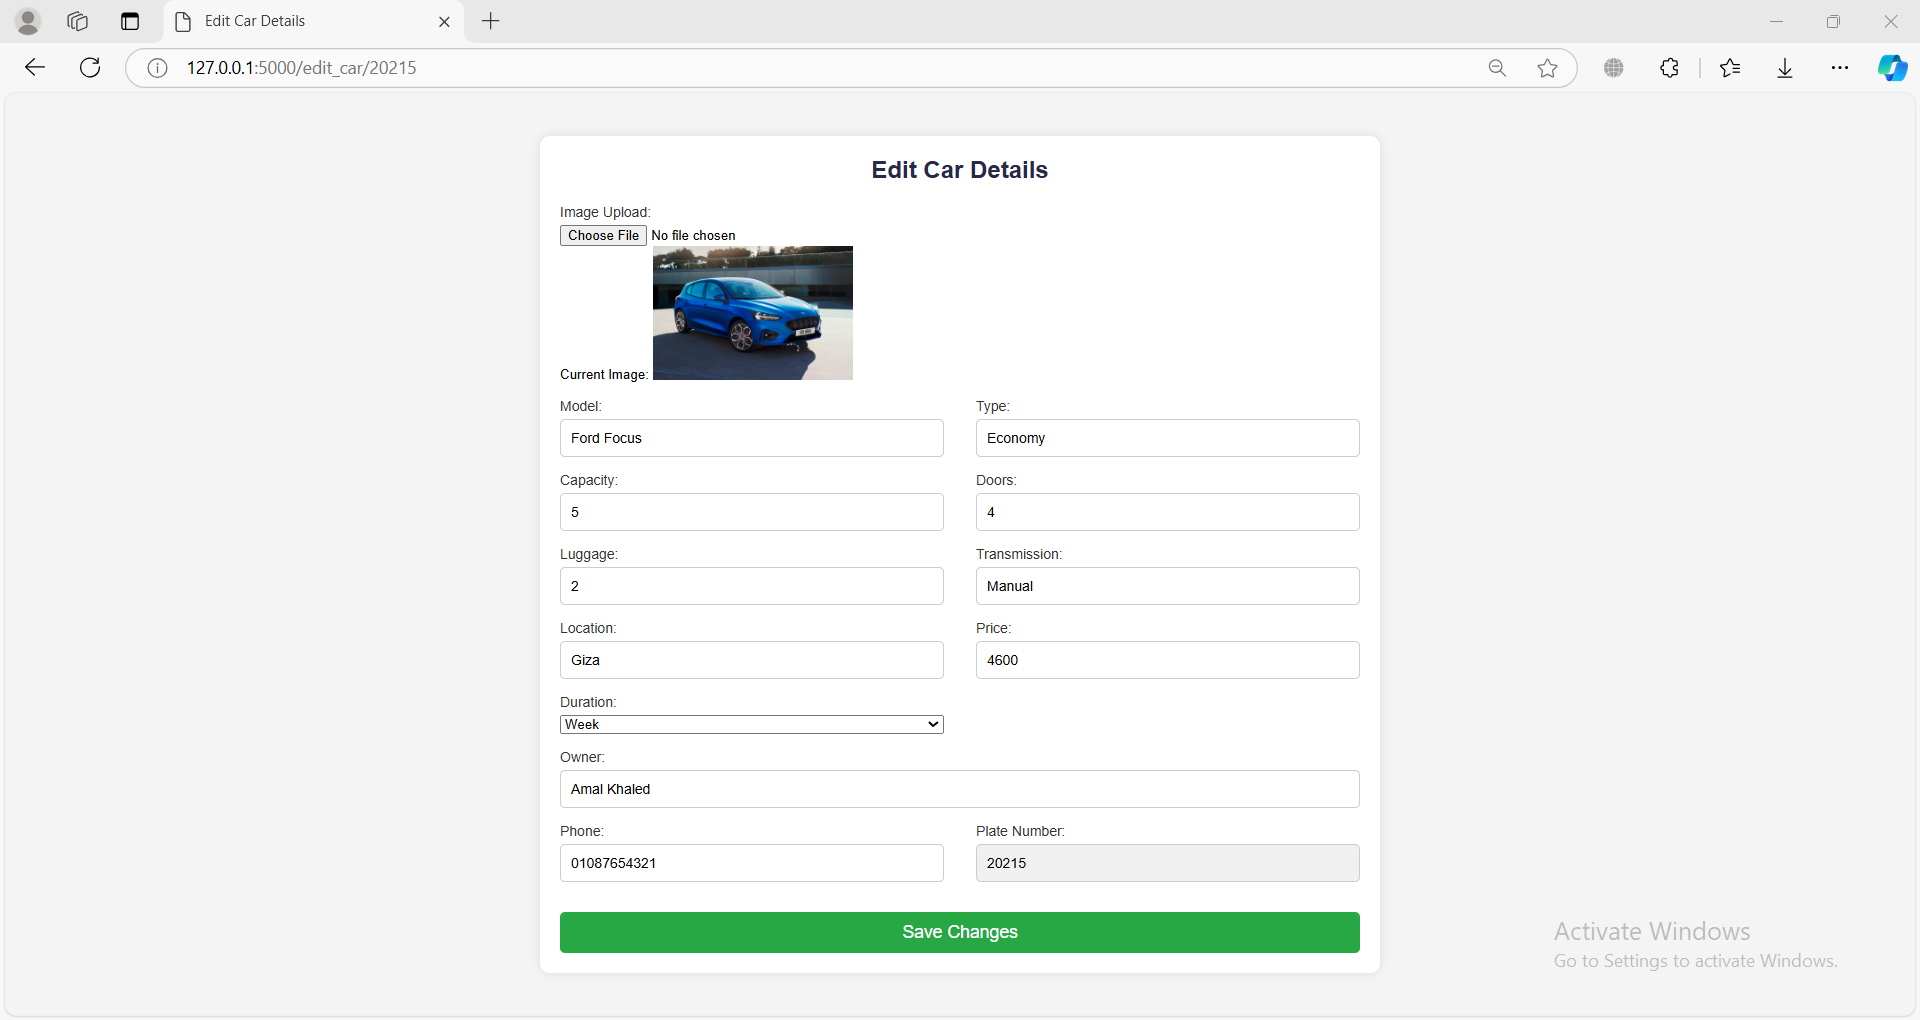 Edit Car Details
127.0.0.1:5000/edit_car/20215
Edit Car Details
Image Upload:
Choose File No file chosen
Current Image:
Model: Type:
Ford Focus Economy
Capacity: Doors:
5 4
Luggage: Transmission:
2 Manual
Location: Price:
Giza 4600
Duration:
Week
Owner:
Amal Khaled
Phone: Plate Number:
01087654321 20215
Save Changes
Activate Windows
Go to Settings to activate Windows.